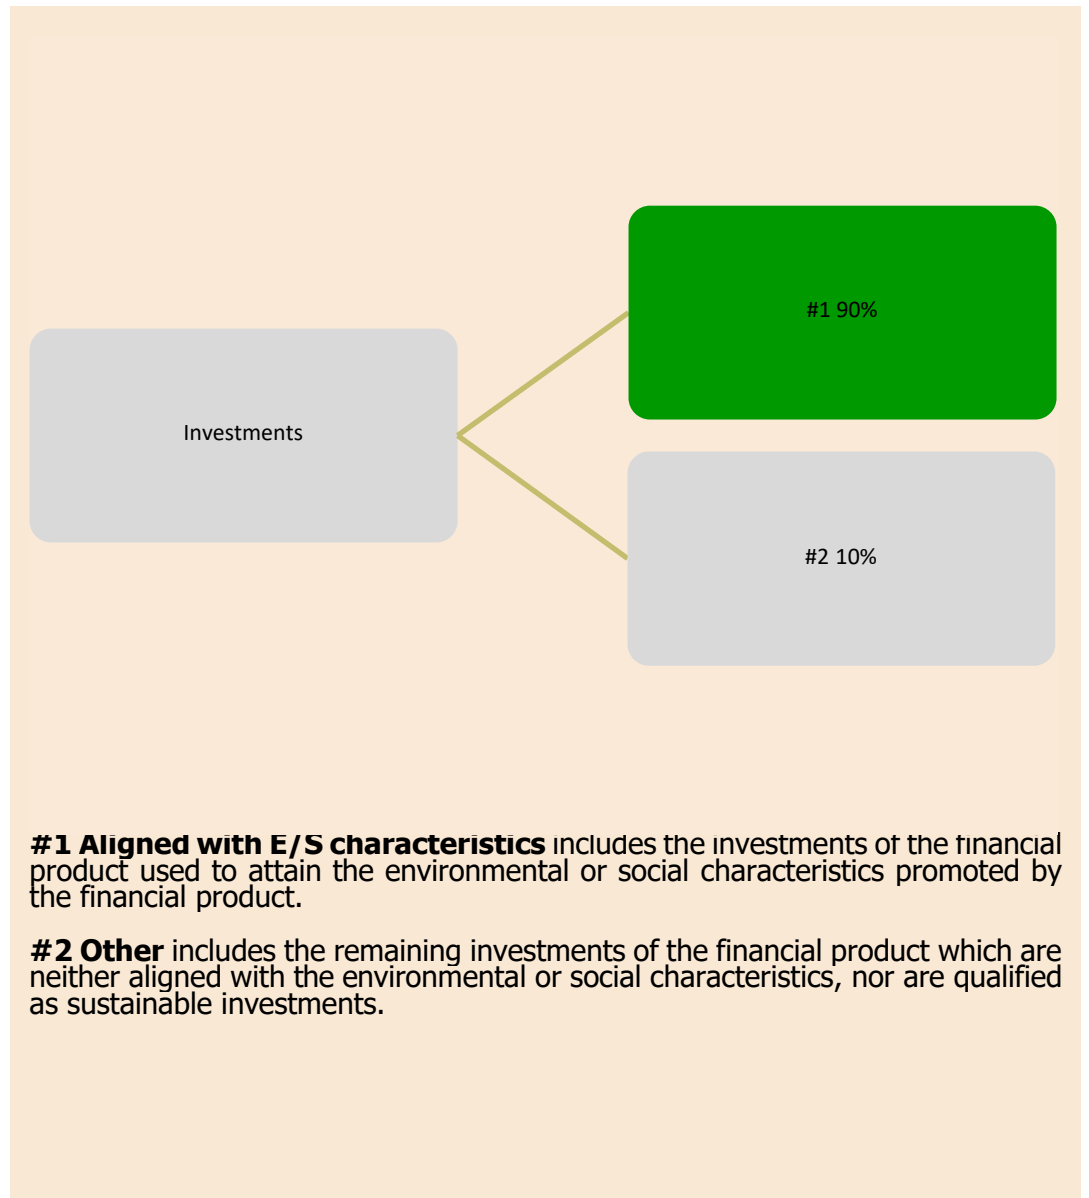 #1 90%
Investments
#2 10%
#1 Aligned with E/S characteristics includes the investments of the financial
product used to attain the environmental or social characteristics promoted by
the financial product.
#2 Other includes the remaining investments of the financial product which are
neither aligned with the environmental or social characteristics, nor are qualified
as sustainable investments.